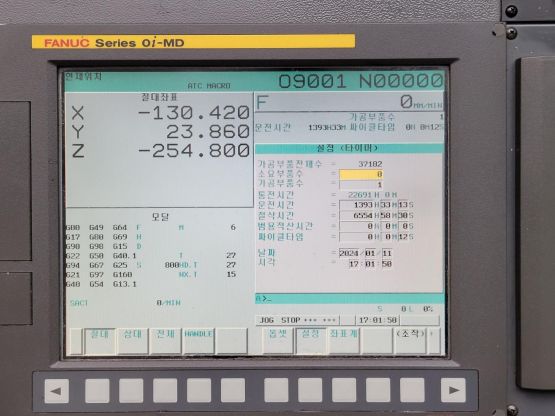 FANUC Series 0i-MD
현재위치 ATC MACRO O9001 N00000
절대좌표
X -130.420
Y 23.860
Z -254.800
F 0MM/MIN
가공부품수 1
운전시간 1393H33M 싸이클타임 0H 0M12S
설정 (타이머)
가공부품전체수 = 37182
소요부품수 = 0
가공부품수 = 1
통전시간 = 22691H 0M
운전시간 = 1393H33M13S
절삭시간 = 6554H58M30S
범용적산시간 = 0H 0M 0S
싸이클타임 = 0H 0M12S
날짜 = 2024/01/11
시각 = 17:01:50
모달
G00 G49 G64 F M 6
G17 G80 G69 H
G90 G98 G15 D
G22 G50 G40.1 T 27
G94 G67 G25 S 800HD.T 27
G21 G97 G160 NX.T 15
G40 G54 G13.1
SACT 0/MIN
A>_
S 0L 0%
JOG STOP *** *** 17:01:50
절대 상대 전체 HANDLE
옵셋 설정 좌표계 (조작)